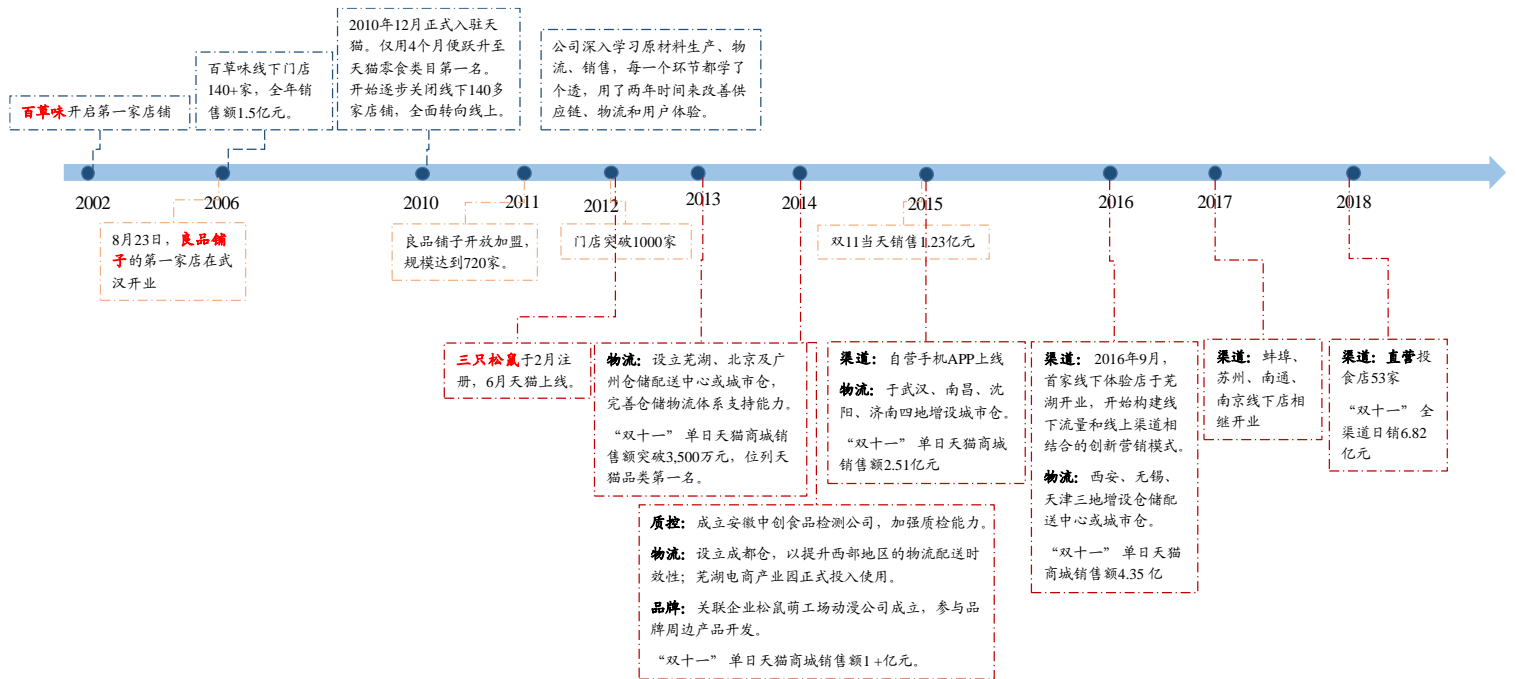 百草味开启第一家店铺
百草味线下门店
140+家，全年销
售额1.5亿元。
2010年12月正式入驻天
猫。仅用4个月便跃升至
天猫零食类目第一名。
开始逐步关闭线下140多
家店铺，全面转向线上。
公司深入学习原材料生产、物
流、销售，每一个环节都学了
个透，用了两年时间来改善供
应链、物流和用户体验。
2002
2006
2010
2011
2012
2013
2014
2015
2016
2017
2018
8月23日，良品铺
子的第一家店在武
汉开业
良品铺子开放加盟，
规模达到720家。
门店突破1000家
双11当天销售1.23亿元
三只松鼠于2月注
册，6月天猫上线。
物流：设立芜湖、北京及广
州仓储配送中心或城市仓，
完善仓储物流体系支持能力。
“双十一” 单日天猫商城销
售额突破3,500万元，位列天
猫品类第一名。
质控：成立安徽中创食品检测公司，加强质检能力。
物流：设立成都仓，以提升西部地区的物流配送时
效性；芜湖电商产业园正式投入使用。
品牌：关联企业松鼠萌工场动漫公司成立，参与品
牌周边产品开发。
“双十一” 单日天猫商城销售额1 +亿元。
渠道：自营手机APP上线
物流：于武汉、南昌、沈
阳、济南四地增设城市仓。
“双十一” 单日天猫商城
销售额2.51亿元
渠道：2016年9月，
首家线下体验店于芜
湖开业，开始构建线
下流量和线上渠道相
结合的创新营销模式。
物流：西安、无锡、
天津三地增设仓储配
送中心或城市仓。
“双十一” 单日天猫
商城销售额4.35 亿
渠道：蚌埠、
苏州、南通、
南京线下店相
继开业
渠道：直营投
食店53家
“双十一” 全
渠道日销6.82
亿元